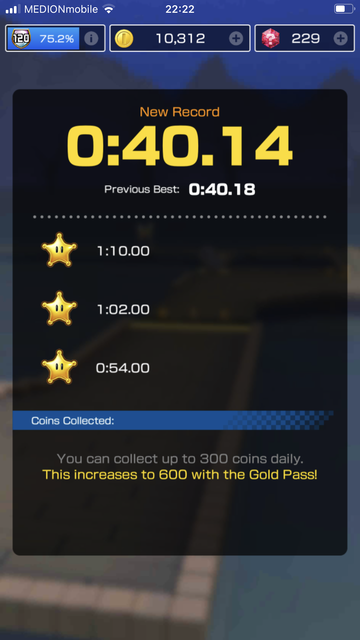 MEDIONmobile 22:22
120 75.2% i 10,312 + 229 +
New Record
0:40.14
Previous Best: 0:40.18
1:10.00
1:02.00
0:54.00
Coins Collected:
You can collect up to 300 coins daily.
This increases to 600 with the Gold Pass!